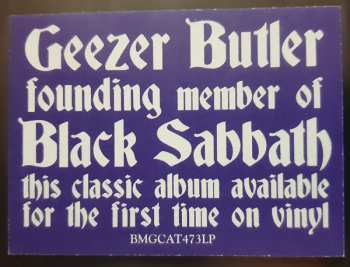 Geezer Butler
founding member of
Black Sabbath
this classic album available
for the first time on vinyl
BMGCAT473LP